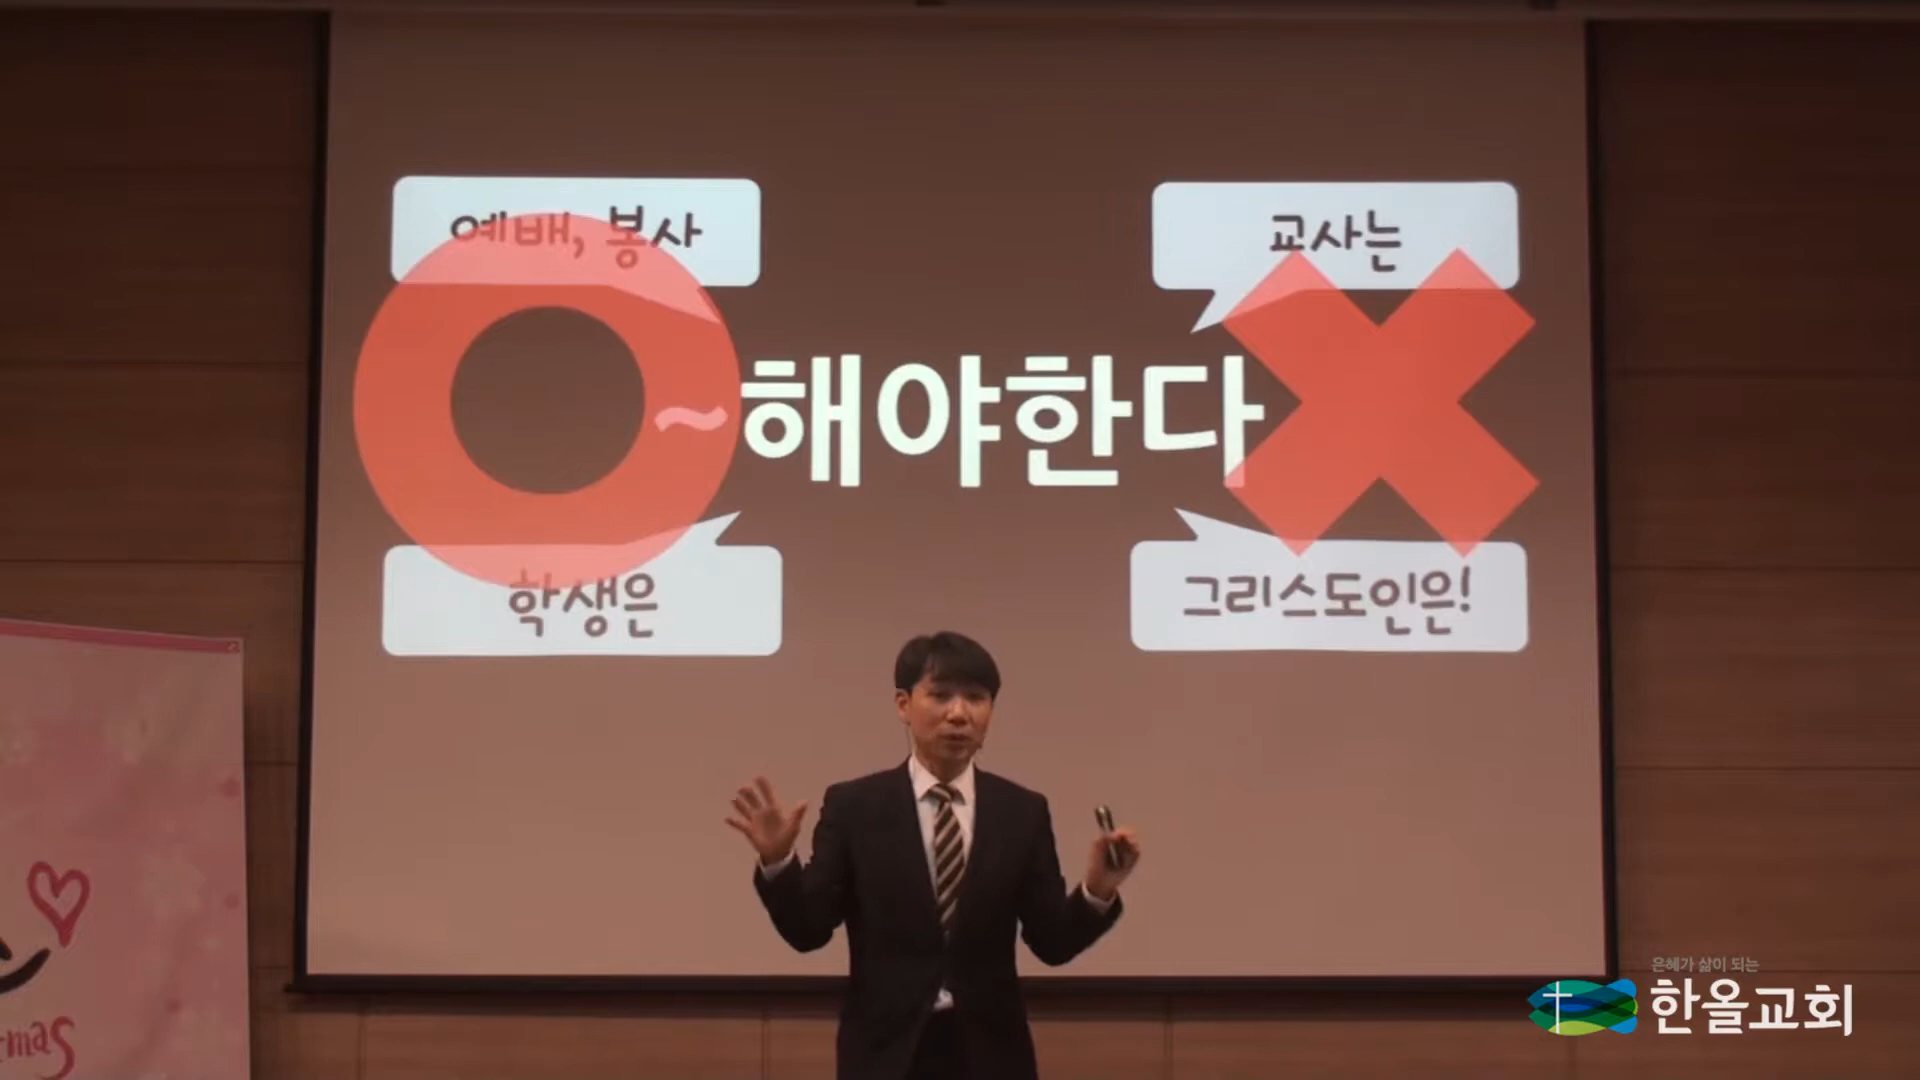 예배, 봉사
교사는
~해야한다
학생은
그리스도인은!
은혜가 삶이 되는
한올교회
mas